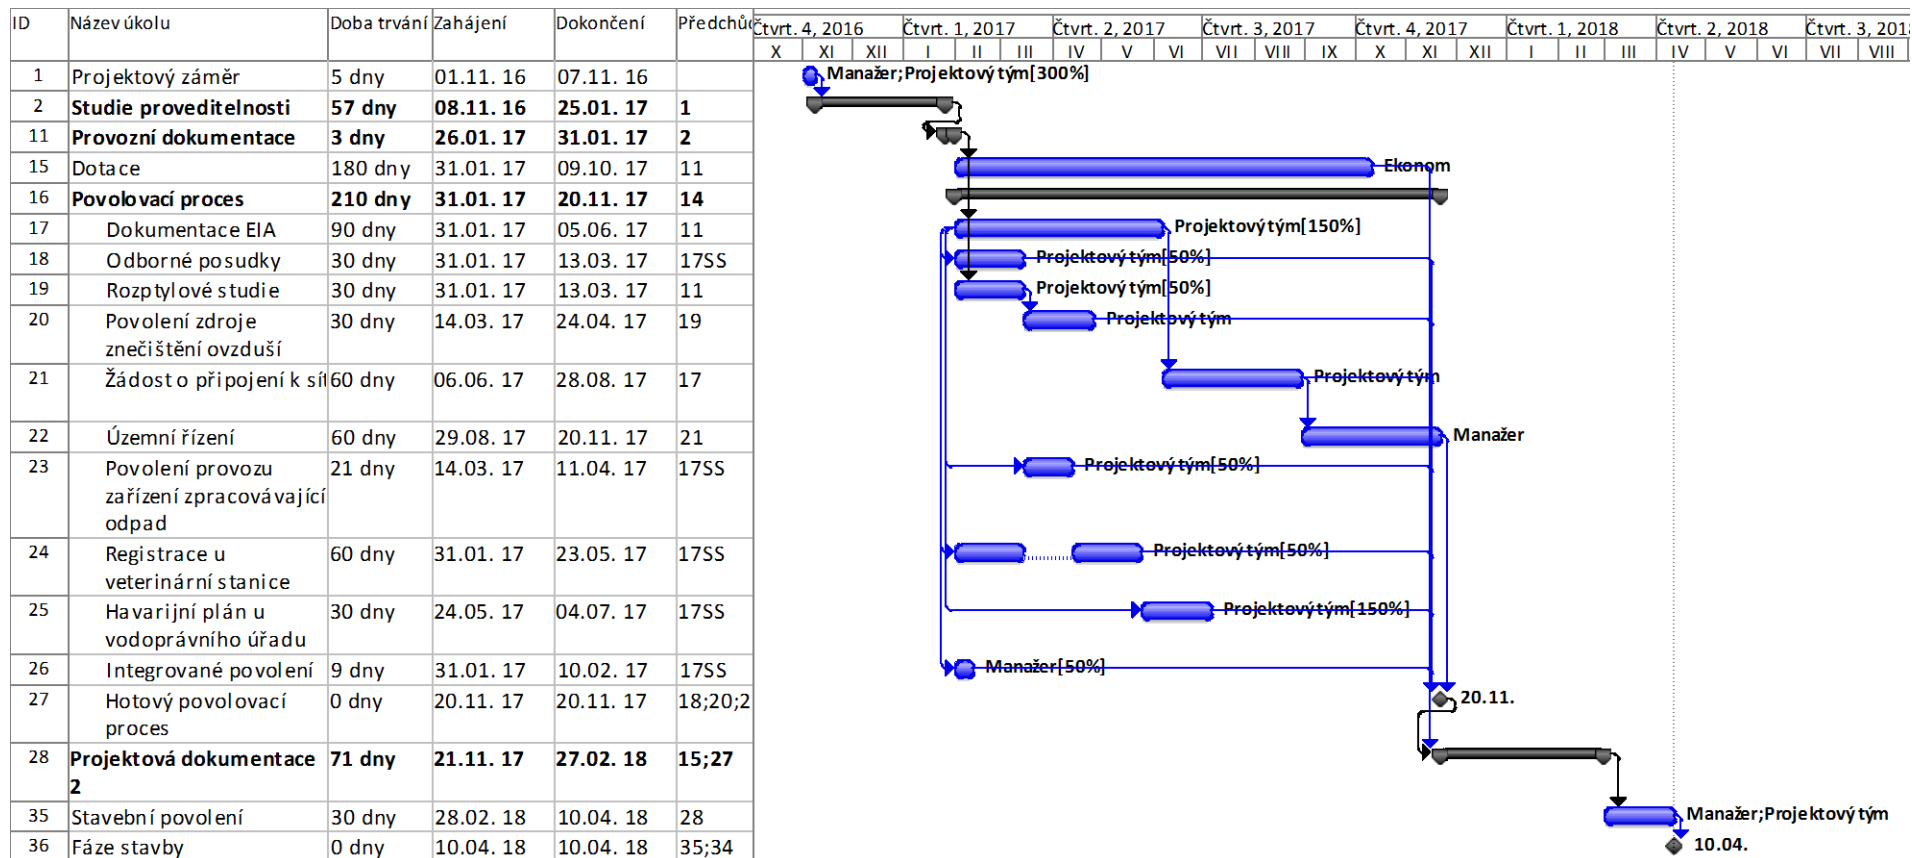 ID Název úkolu Doba trvání Zahájení Dokončení Předchůd
Čtvrt. 4, 2016 Čtvrt. 1, 2017 Čtvrt. 2, 2017 Čtvrt. 3, 2017 Čtvrt. 4, 2017 Čtvrt. 1, 2018 Čtvrt. 2, 2018 Čtvrt. 3, 2018
X XI XII I II III IV V VI VII VIII IX X XI XII I II III IV V VI VII VIII
1 Projektový záměr 5 dny 01.11. 16 07.11. 16 Manažer;Projektový tým[300%]
2 Studie proveditelnosti 57 dny 08.11. 16 25.01. 17 1
11 Provozní dokumentace 3 dny 26.01. 17 31.01. 17 2
15 Dotace 180 dny 31.01. 17 09.10. 17 11 Ekonom
16 Povolovací proces 210 dny 31.01. 17 20.11. 17 14
17 Dokumentace EIA 90 dny 31.01. 17 05.06. 17 11 Projektový tým[150%]
18 Odborné posudky 30 dny 31.01. 17 13.03. 17 17SS Projektový tým[50%]
19 Rozptylové studie 30 dny 31.01. 17 13.03. 17 11 Projektový tým[50%]
20 Povolení zdroje 30 dny 14.03. 17 24.04. 17 19 Projektový tým
znečištění ovzduší
21 Žádost o připojení k sít 60 dny 06.06. 17 28.08. 17 17 Projektový tým
22 Územní řízení 60 dny 29.08. 17 20.11. 17 21 Manažer
23 Povolení provozu 21 dny 14.03. 17 11.04. 17 17SS Projektový tým[50%]
zařízení zpracovávající
odpad
24 Registrace u 60 dny 31.01. 17 23.05. 17 17SS Projektový tým[50%]
veterinární stanice
25 Havarijní plán u 30 dny 24.05. 17 04.07. 17 17SS Projektový tým[150%]
vodoprávního úřadu
26 Integrované povolení 9 dny 31.01. 17 10.02. 17 17SS Manažer[50%]
27 Hotový povolovací 0 dny 20.11. 17 20.11. 17 18;20;2 20.11.
proces
28 Projektová dokumentace 71 dny 21.11. 17 27.02. 18 15;27
2
35 Stavební povolení 30 dny 28.02. 18 10.04. 18 28 Manažer;Projektový tým
36 Fáze stavby 0 dny 10.04. 18 10.04. 18 35;34 10.04.